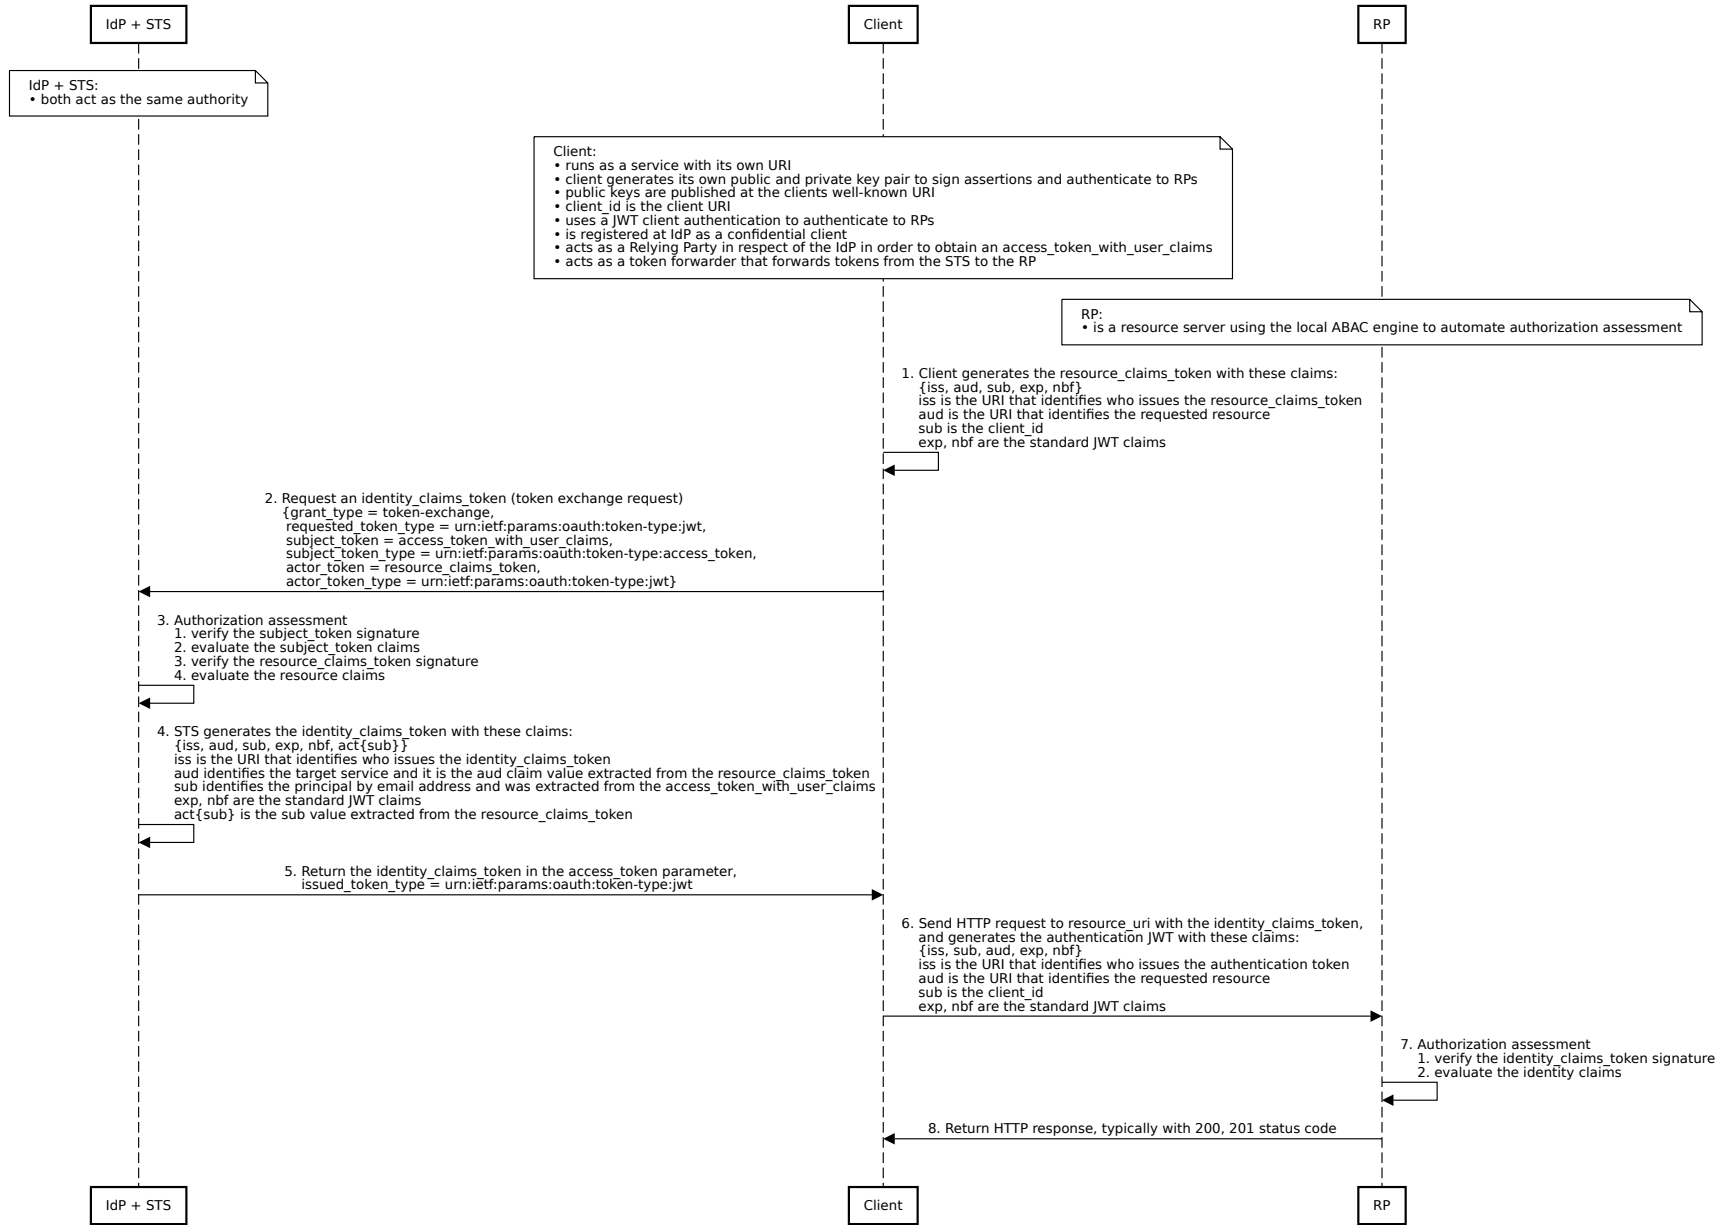 IdP + STS
Client
RP
IdP + STS:
• both act as the same authority
Client:
• runs as a service with its own URI
• client generates its own public and private key pair to sign assertions and authenticate to RPs
• public keys are published at the clients well-known URI
• client_id is the client URI
• uses a JWT client authentication to authenticate to RPs
• is registered at IdP as a confidential client
• acts as a Relying Party in respect of the IdP in order to obtain an access_token_with_user_claims
• acts as a token forwarder that forwards tokens from the STS to the RP
RP:
• is a resource server using the local ABAC engine to automate authorization assessment
1. Client generates the resource_claims_token with these claims:
{iss, aud, sub, exp, nbf}
iss is the URI that identifies who issues the resource_claims_token
aud is the URI that identifies the requested resource
sub is the client_id
exp, nbf are the standard JWT claims
2. Request an identity_claims_token (token exchange request)
{grant_type = token-exchange,
requested_token_type = urn:ietf:params:oauth:token-type:jwt,
subject_token = access_token_with_user_claims,
subject_token_type = urn:ietf:params:oauth:token-type:access_token,
actor_token = resource_claims_token,
actor_token_type = urn:ietf:params:oauth:token-type:jwt}
3. Authorization assessment
1. verify the subject_token signature
2. evaluate the subject_token claims
3. verify the resource_claims_token signature
4. evaluate the resource claims
4. STS generates the identity_claims_token with these claims:
{iss, aud, sub, exp, nbf, act{sub}}
iss is the URI that identifies who issues the identity_claims_token
aud identifies the target service and it is the aud claim value extracted from the resource_claims_token
sub identifies the principal by email address and was extracted from the access_token_with_user_claims
exp, nbf are the standard JWT claims
act{sub} is the sub value extracted from the resource_claims_token
5. Return the identity_claims_token in the access_token parameter,
issued_token_type = urn:ietf:params:oauth:token-type:jwt
6. Send HTTP request to resource_uri with the identity_claims_token,
and generates the authentication JWT with these claims:
{iss, sub, aud, exp, nbf}
iss is the URI that identifies who issues the authentication token
aud is the URI that identifies the requested resource
sub is the client_id
exp, nbf are the standard JWT claims
7. Authorization assessment
1. verify the identity_claims_token signature
2. evaluate the identity claims
8. Return HTTP response, typically with 200, 201 status code
IdP + STS
Client
RP